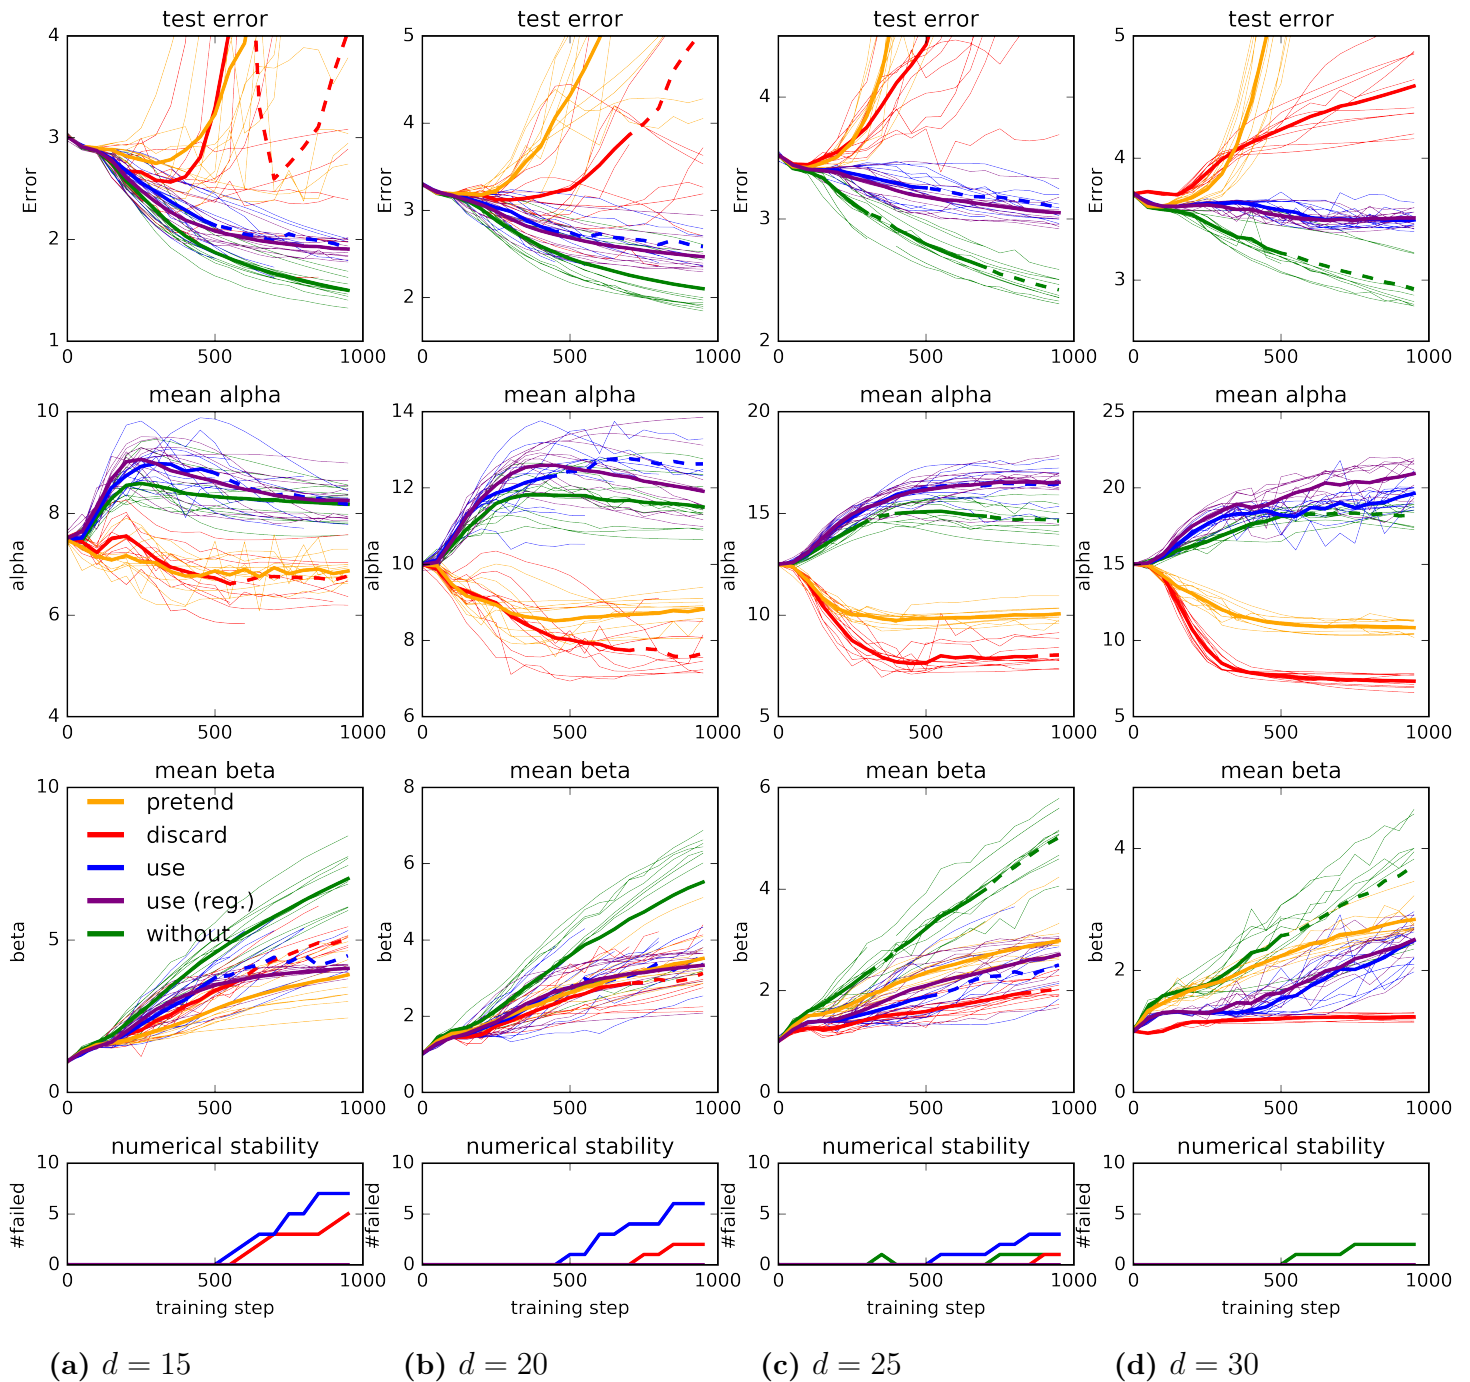 test error test error test error test error
4 5 4 5
3 4 3 4
2 3 2 3
1 2
Error Error Error Error
0 500 1000 0 500 1000 0 500 1000 0 500 1000
mean alpha mean alpha mean alpha mean alpha
10 14 20 25
8 12 15 20
6 10 10 15
4 8 5 10
6 5
alpha alpha alpha alpha
0 500 1000 0 500 1000 0 500 1000 0 500 1000
mean beta mean beta mean beta mean beta
10 8 6 4
5 6 4 2
0 4 2 0
2 0
0
beta beta beta beta
pretend
discard
use
use (reg.)
without
0 500 1000 0 500 1000 0 500 1000 0 500 1000
numerical stability numerical stability numerical stability numerical stability
10 10 10 10
5 5 5 5
0 0 0 0
#failed #failed #failed #failed
0 500 1000 0 500 1000 0 500 1000 0 500 1000
training step training step training step training step
(a) d = 15 (b) d = 20 (c) d = 25 (d) d = 30